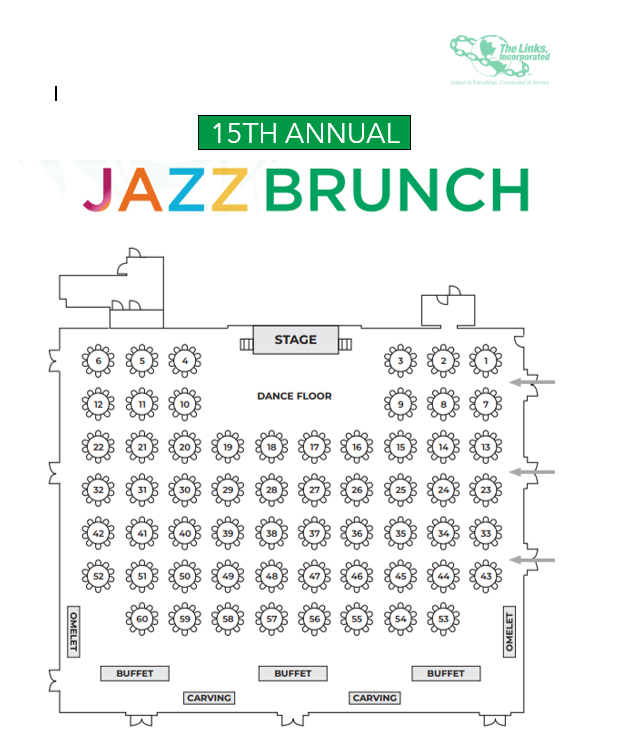 The Links,
Incorporated
Linked in Friendship, Connected in Service
15TH ANNUAL
JAZZ BRUNCH
STAGE
6 5 4 3 2 1
DANCE FLOOR
12 11 10 9 8 7
22 21 20 19 18 17 16 15 14 13
32 31 30 29 28 27 26 25 24 23
42 41 40 39 38 37 36 35 34 33
52 51 50 49 48 47 46 45 44 43
60 59 58 57 56 55 54 53
OMELET OMELET
BUFFET BUFFET BUFFET
CARVING CARVING